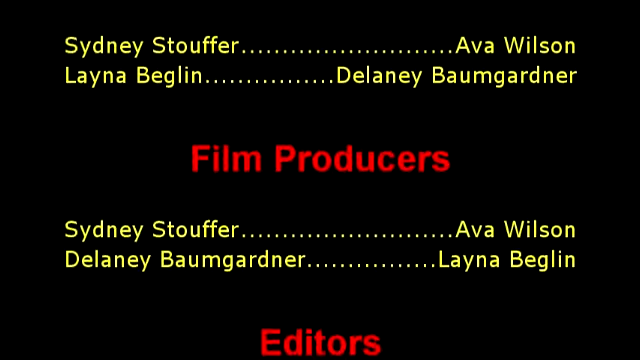 Sydney Stouffer..........................Ava Wilson
Layna Beglin................Delaney Baumgardner
Film Producers
Sydney Stouffer..........................Ava Wilson
Delaney Baumgardner................Layna Beglin
Editors